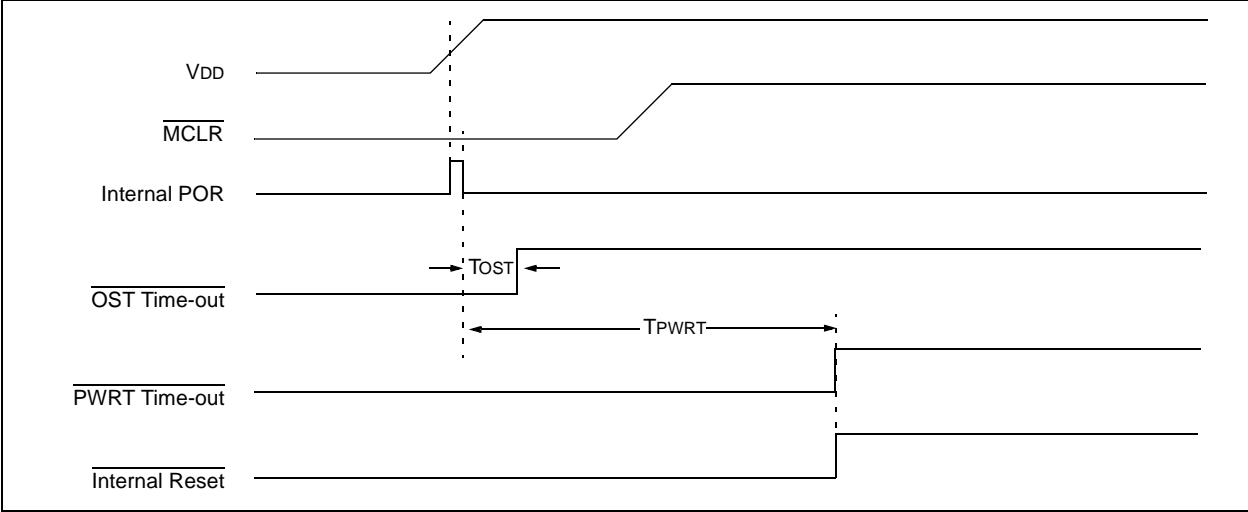 VDD
MCLR
Internal POR
TOST
OST Time-out
TPWRT
PWRT Time-out
Internal Reset